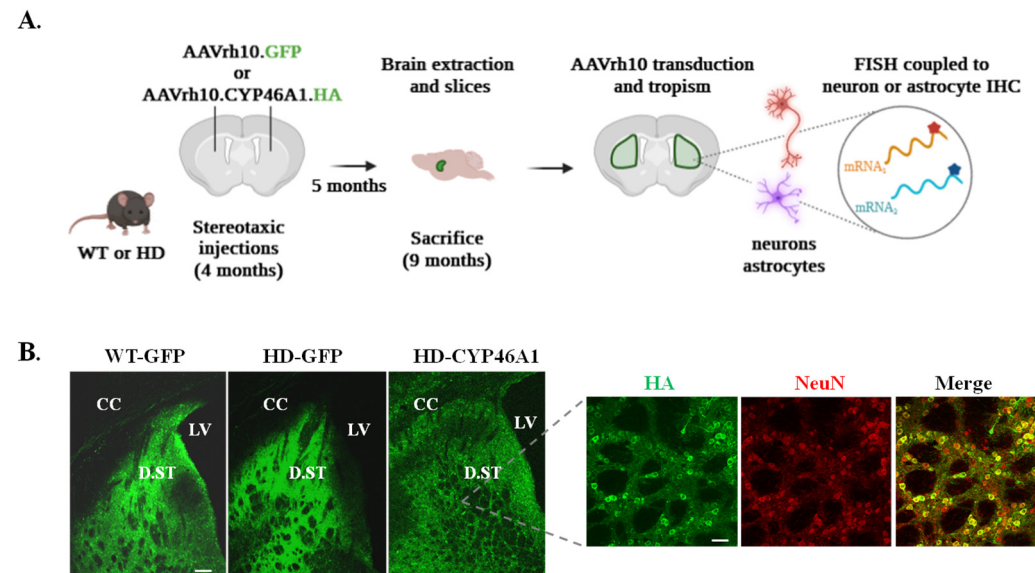 A.
AAVrh10.GFP
or
AAVrh10.CYP46A1.HA
WT or HD
Stereotaxic
injections
(4 months)
5 months
Brain extraction
and slices
Sacrifice
(9 months)
AAVrh10 transduction
and tropism
neurons
astrocytes
FISH coupled to
neuron or astrocyte IHC
mRNA₁
mRNA₂
B.
WT-GFP
HD-GFP
HD-CYP46A1
CC
LV
D.ST
CC
LV
D.ST
CC
LV
D.ST
HA
NeuN
Merge